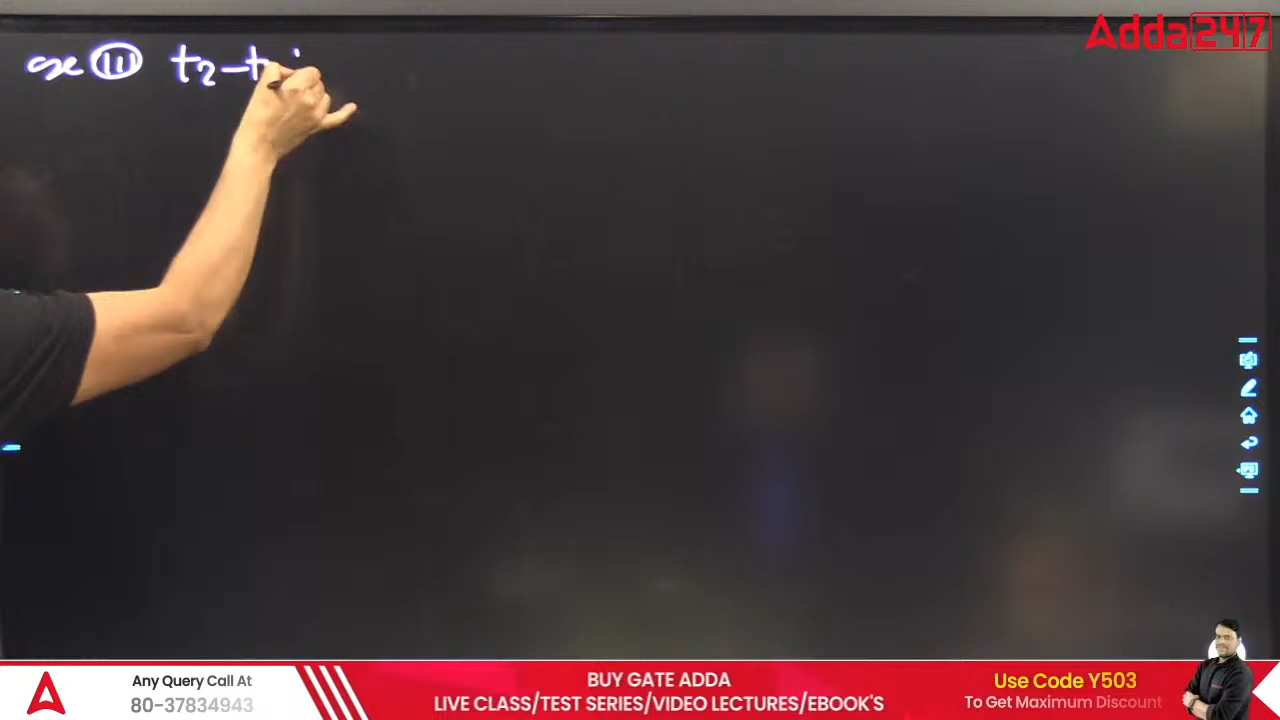 Adda247
(III) t2-t
Any Query Call At
80-37834943
BUY GATE ADDA
LIVE CLASS/TEST SERIES/VIDEO LECTURES/EBOOK'S
Use Code Y503
To Get Maximum Discount